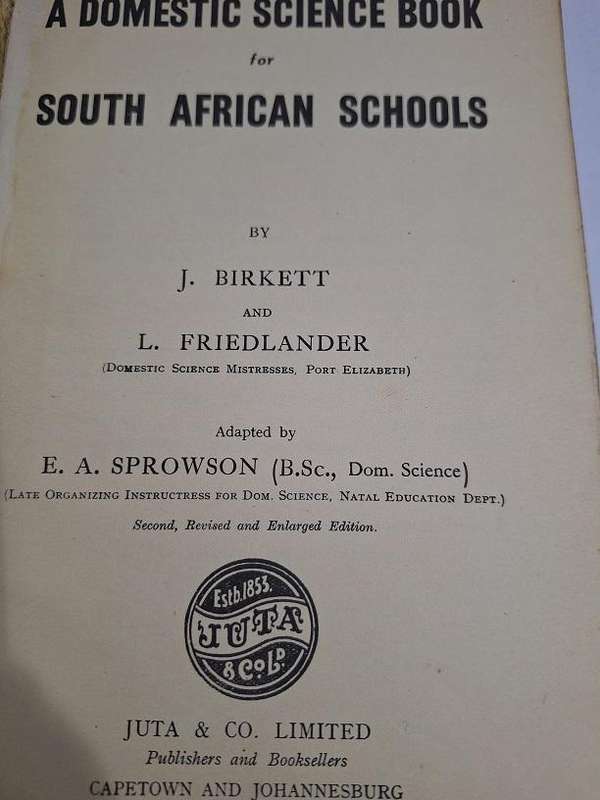 A DOMESTIC SCIENCE BOOK
for
SOUTH AFRICAN SCHOOLS
BY
J. BIRKETT
AND
L. FRIEDLANDER
(DOMESTIC SCIENCE MISTRESSES, PORT ELIZABETH)
Adapted by
E. A. SPROWSON (B.Sc., Dom. Science)
(LATE ORGANIZING INSTRUCTRESS FOR DOM. SCIENCE, NATAL EDUCATION DEPT.)
Second, Revised and Enlarged Edition.
Estb.1853.
JUTA
& Co. LD.
JUTA & CO. LIMITED
Publishers and Booksellers
CAPETOWN AND JOHANNESBURG